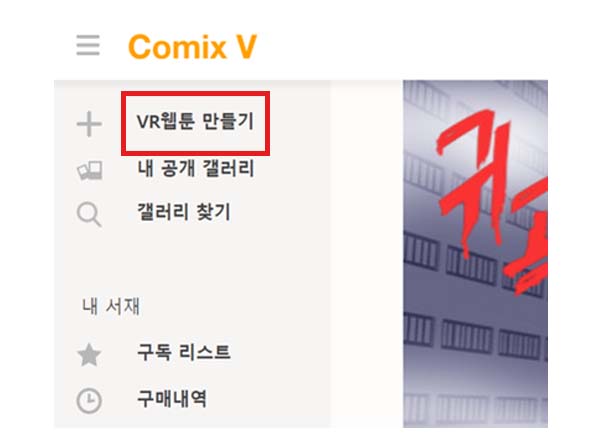 Comix V
VR웹툰 만들기
내 공개 갤러리
갤러리 찾기
내 서재
구독 리스트
구매내역